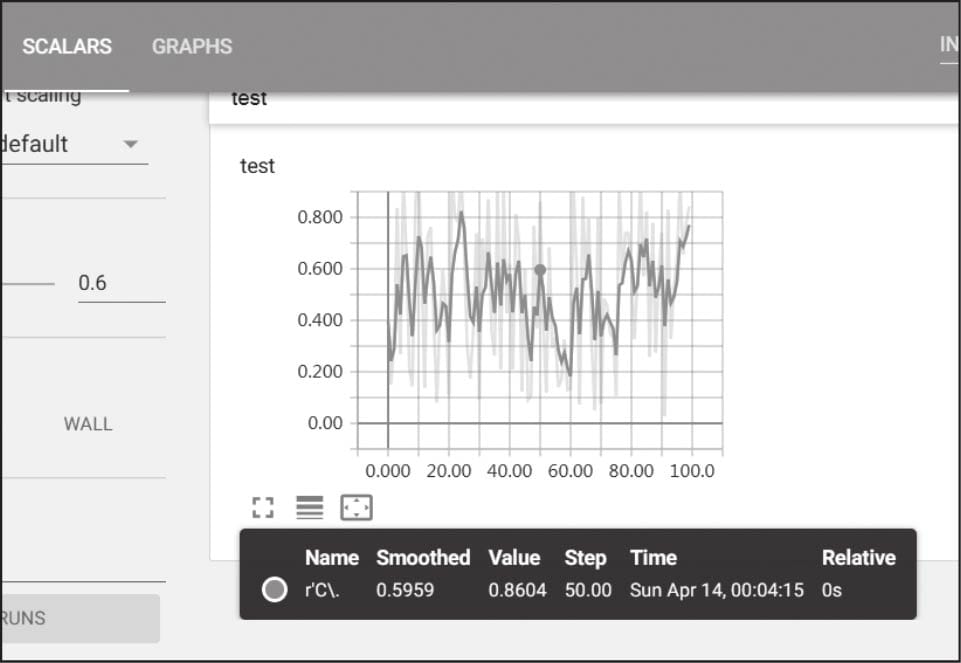 SCALARS GRAPHS IN
t scaling
test
default
test
0.800
0.600
0.6
0.400
0.200
WALL
0.00
0.000 20.00 40.00 60.00 80.00 100.0
Name Smoothed Value Step Time Relative
r'C\. 0.5959 0.8604 50.00 Sun Apr 14, 00:04:15 0s
RUNS